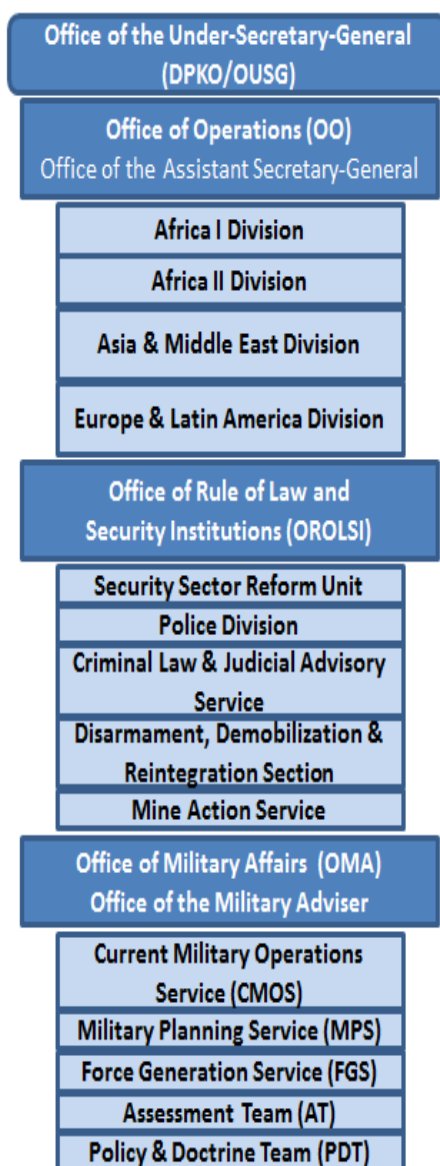 Office of the Under-Secretary-General
(DPKO/OUSG)
Office of Operations (OO)
Office of the Assistant Secretary-General
Africa I Division
Africa II Division
Asia & Middle East Division
Europe & Latin America Division
Office of Rule of Law and
Security Institutions (OROLSI)
Security Sector Reform Unit
Police Division
Criminal Law & Judicial Advisory
Service
Disarmament, Demobilization &
Reintegration Section
Mine Action Service
Office of Military Affairs (OMA)
Office of the Military Adviser
Current Military Operations
Service (CMOS)
Military Planning Service (MPS)
Force Generation Service (FGS)
Assessment Team (AT)
Policy & Doctrine Team (PDT)